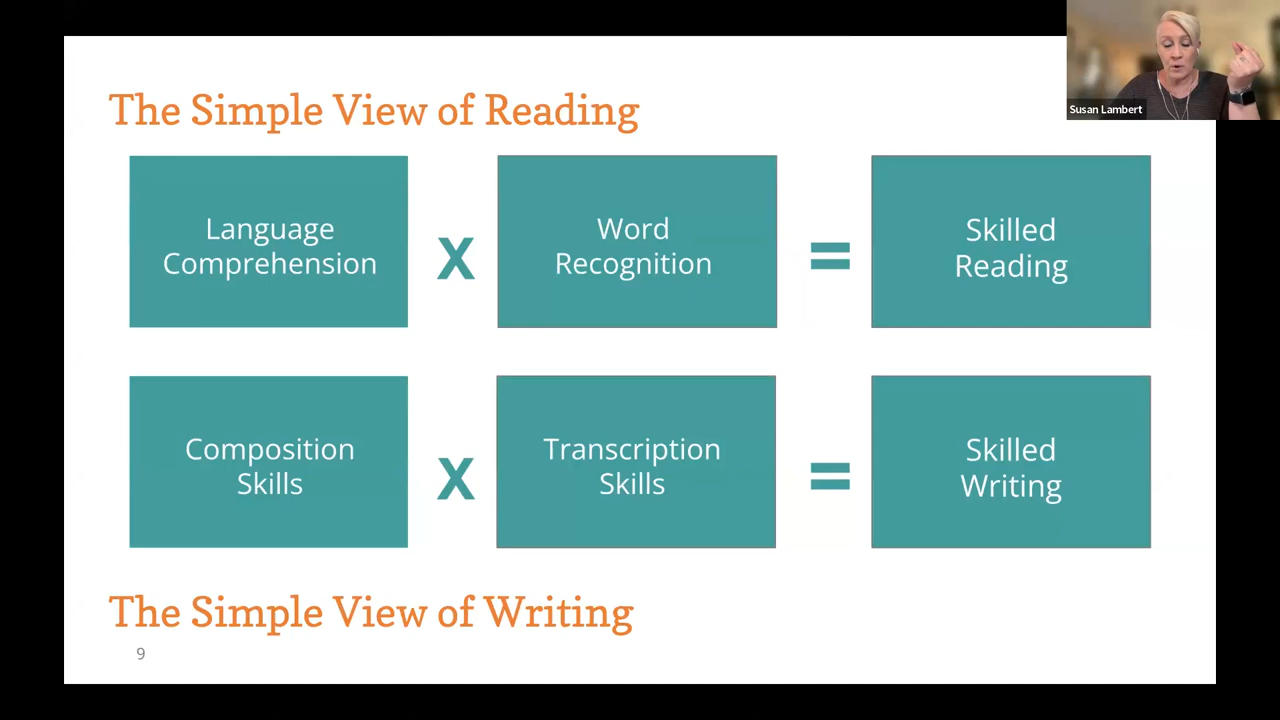 Susan Lambert
The Simple View of Reading
Language
Comprehension
X
Word
Recognition
=
Skilled
Reading
Composition
Skills
X
Transcription
Skills
=
Skilled
Writing
The Simple View of Writing
9